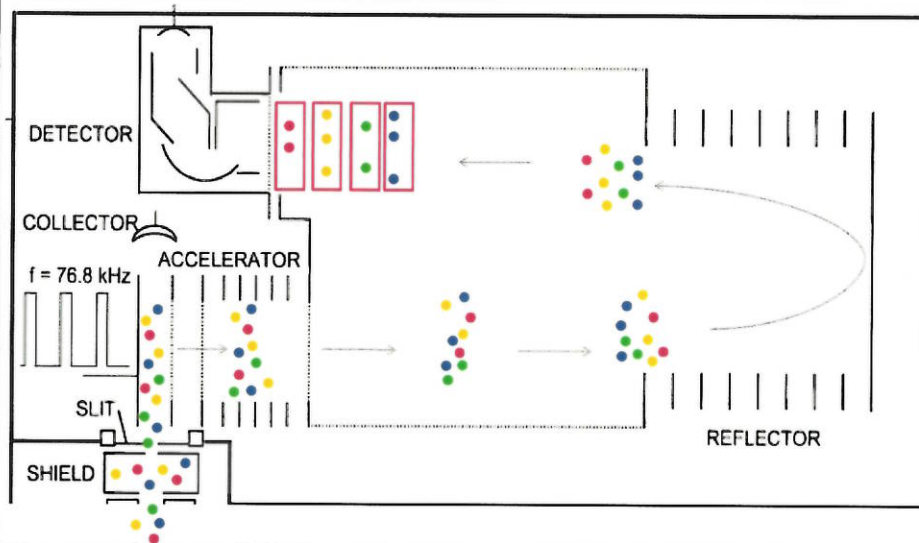 DETECTOR
COLLECTOR
ACCELERATOR
f = 76.8 kHz
SLIT
SHIELD
REFLECTOR